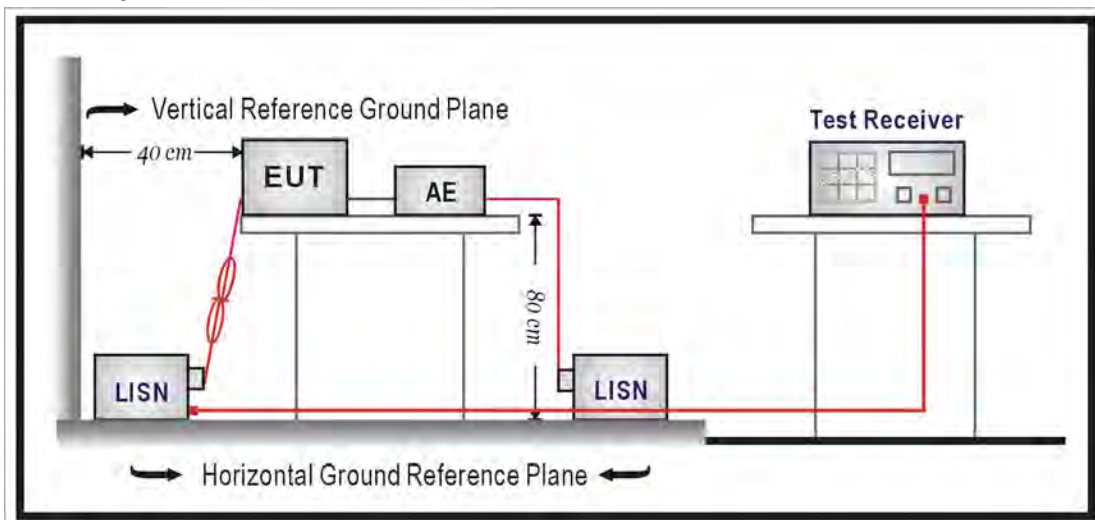 Vertical Reference Ground Plane
40 cm
EUT
AE
Test Receiver
80 cm
LISN
LISN
Horizontal Ground Reference Plane